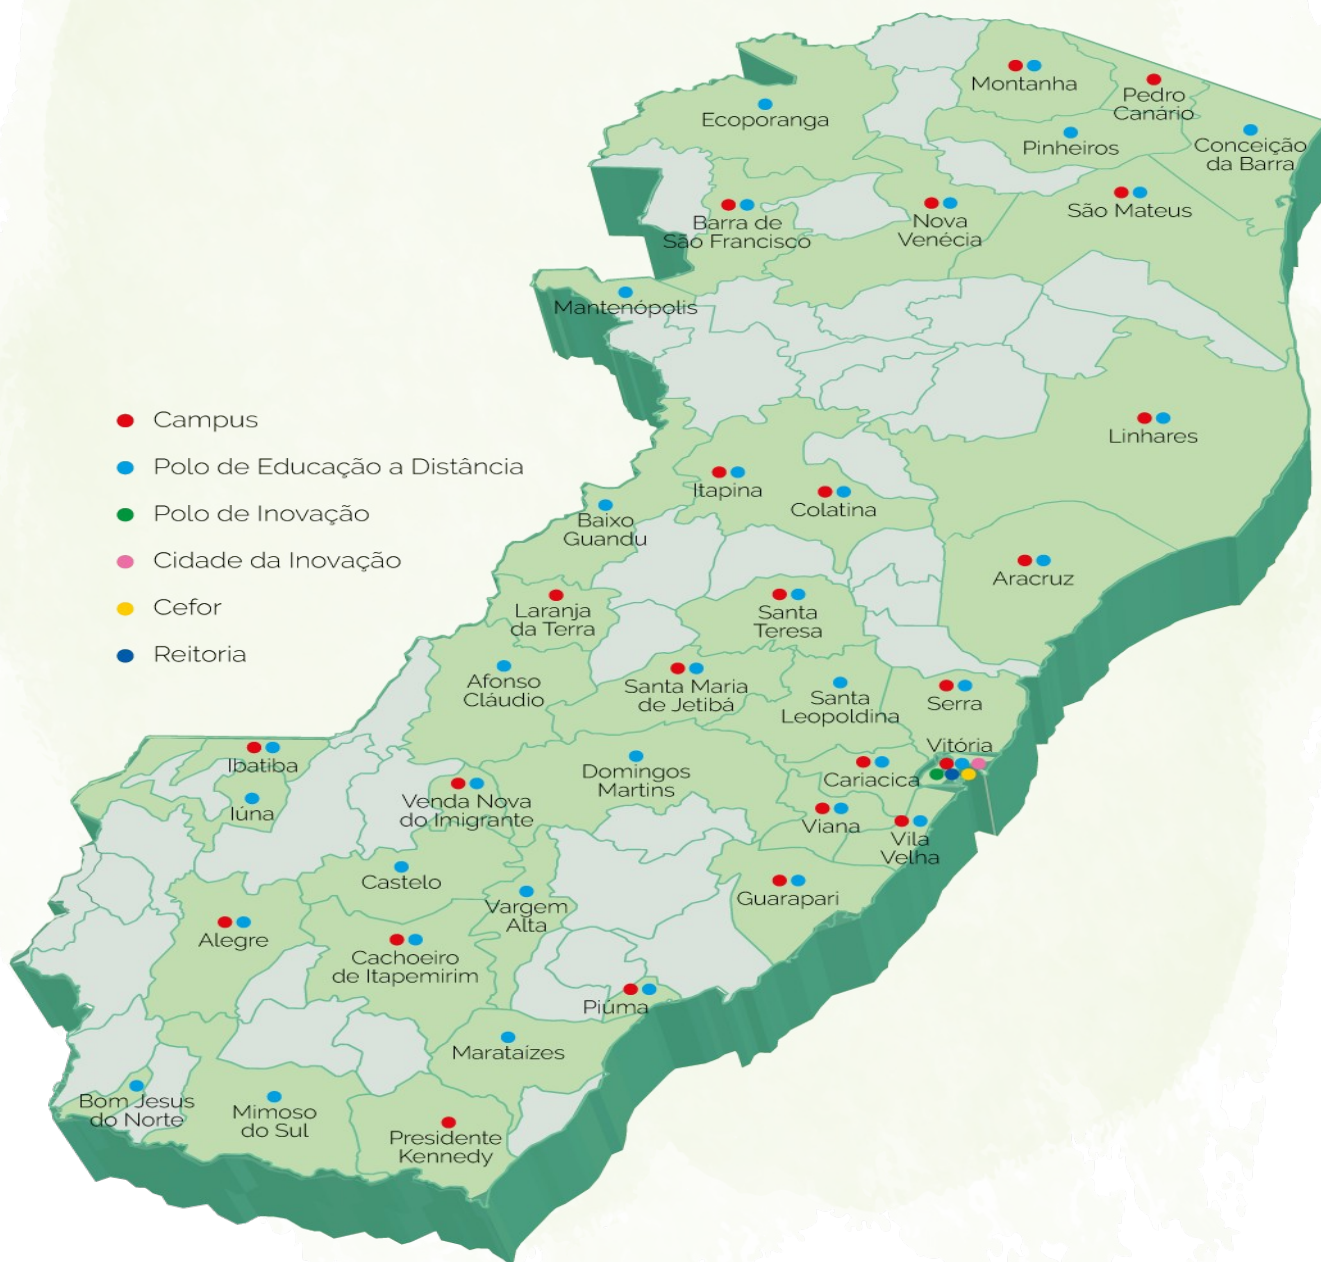 Montanha
Pedro
Canário
Ecoporanga
Pinheiros
Conceição
da Barra
São Mateus
Barra de
São Francisco
Nova
Venécia
Mantenópolis
Campus
Polo de Educação a Distância
Polo de Inovação
Cidade da Inovação
Cefor
Reitoria
Linhares
Itapina
Colatina
Baixo
Guandu
Aracruz
Laranja
da Terra
Santa
Teresa
Afonso
Cláudio
Santa Maria
de Jetibá
Santa
Leopoldina
Serra
Vitória
Ibatiba
Domingos
Martins
Cariacica
Iúna
Venda Nova
do Imigrante
Viana
Vila
Velha
Castelo
Vargem
Alta
Guarapari
Alegre
Cachoeiro
de Itapemirim
Piúma
Marataízes
Bom Jesus
do Norte
Mimoso
do Sul
Presidente
Kennedy